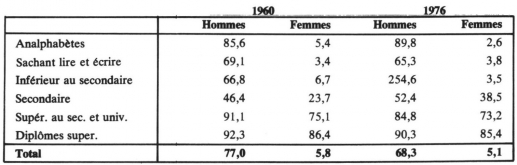 1960 1976
Hommes Femmes Hommes Femmes
Analphabètes 85,6 5,4 89,8 2,6
Sachant lire et écrire 69,1 3,4 65,3 3,8
Inférieur au secondaire 66,8 6,7 254,6 3,5
Secondaire 46,4 23,7 52,4 38,5
Supér. au sec. et univ. 91,1 75,1 84,8 73,2
Diplômes super. 92,3 86,4 90,3 85,4
Total 77,0 5,8 68,3 5,1